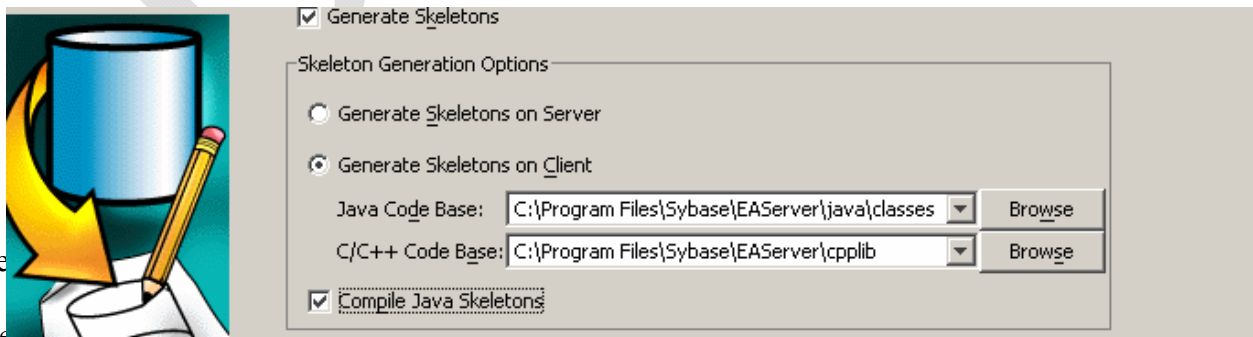 Generate Skeletons
Skeleton Generation Options
Generate Skeletons on Server
Generate Skeletons on Client
Java Code Base: C:\Program Files\Sybase\EAServer\java\classes Browse
C/C++ Code Base: C:\Program Files\Sybase\EAServer\cpplib Browse
Compile Java Skeletons